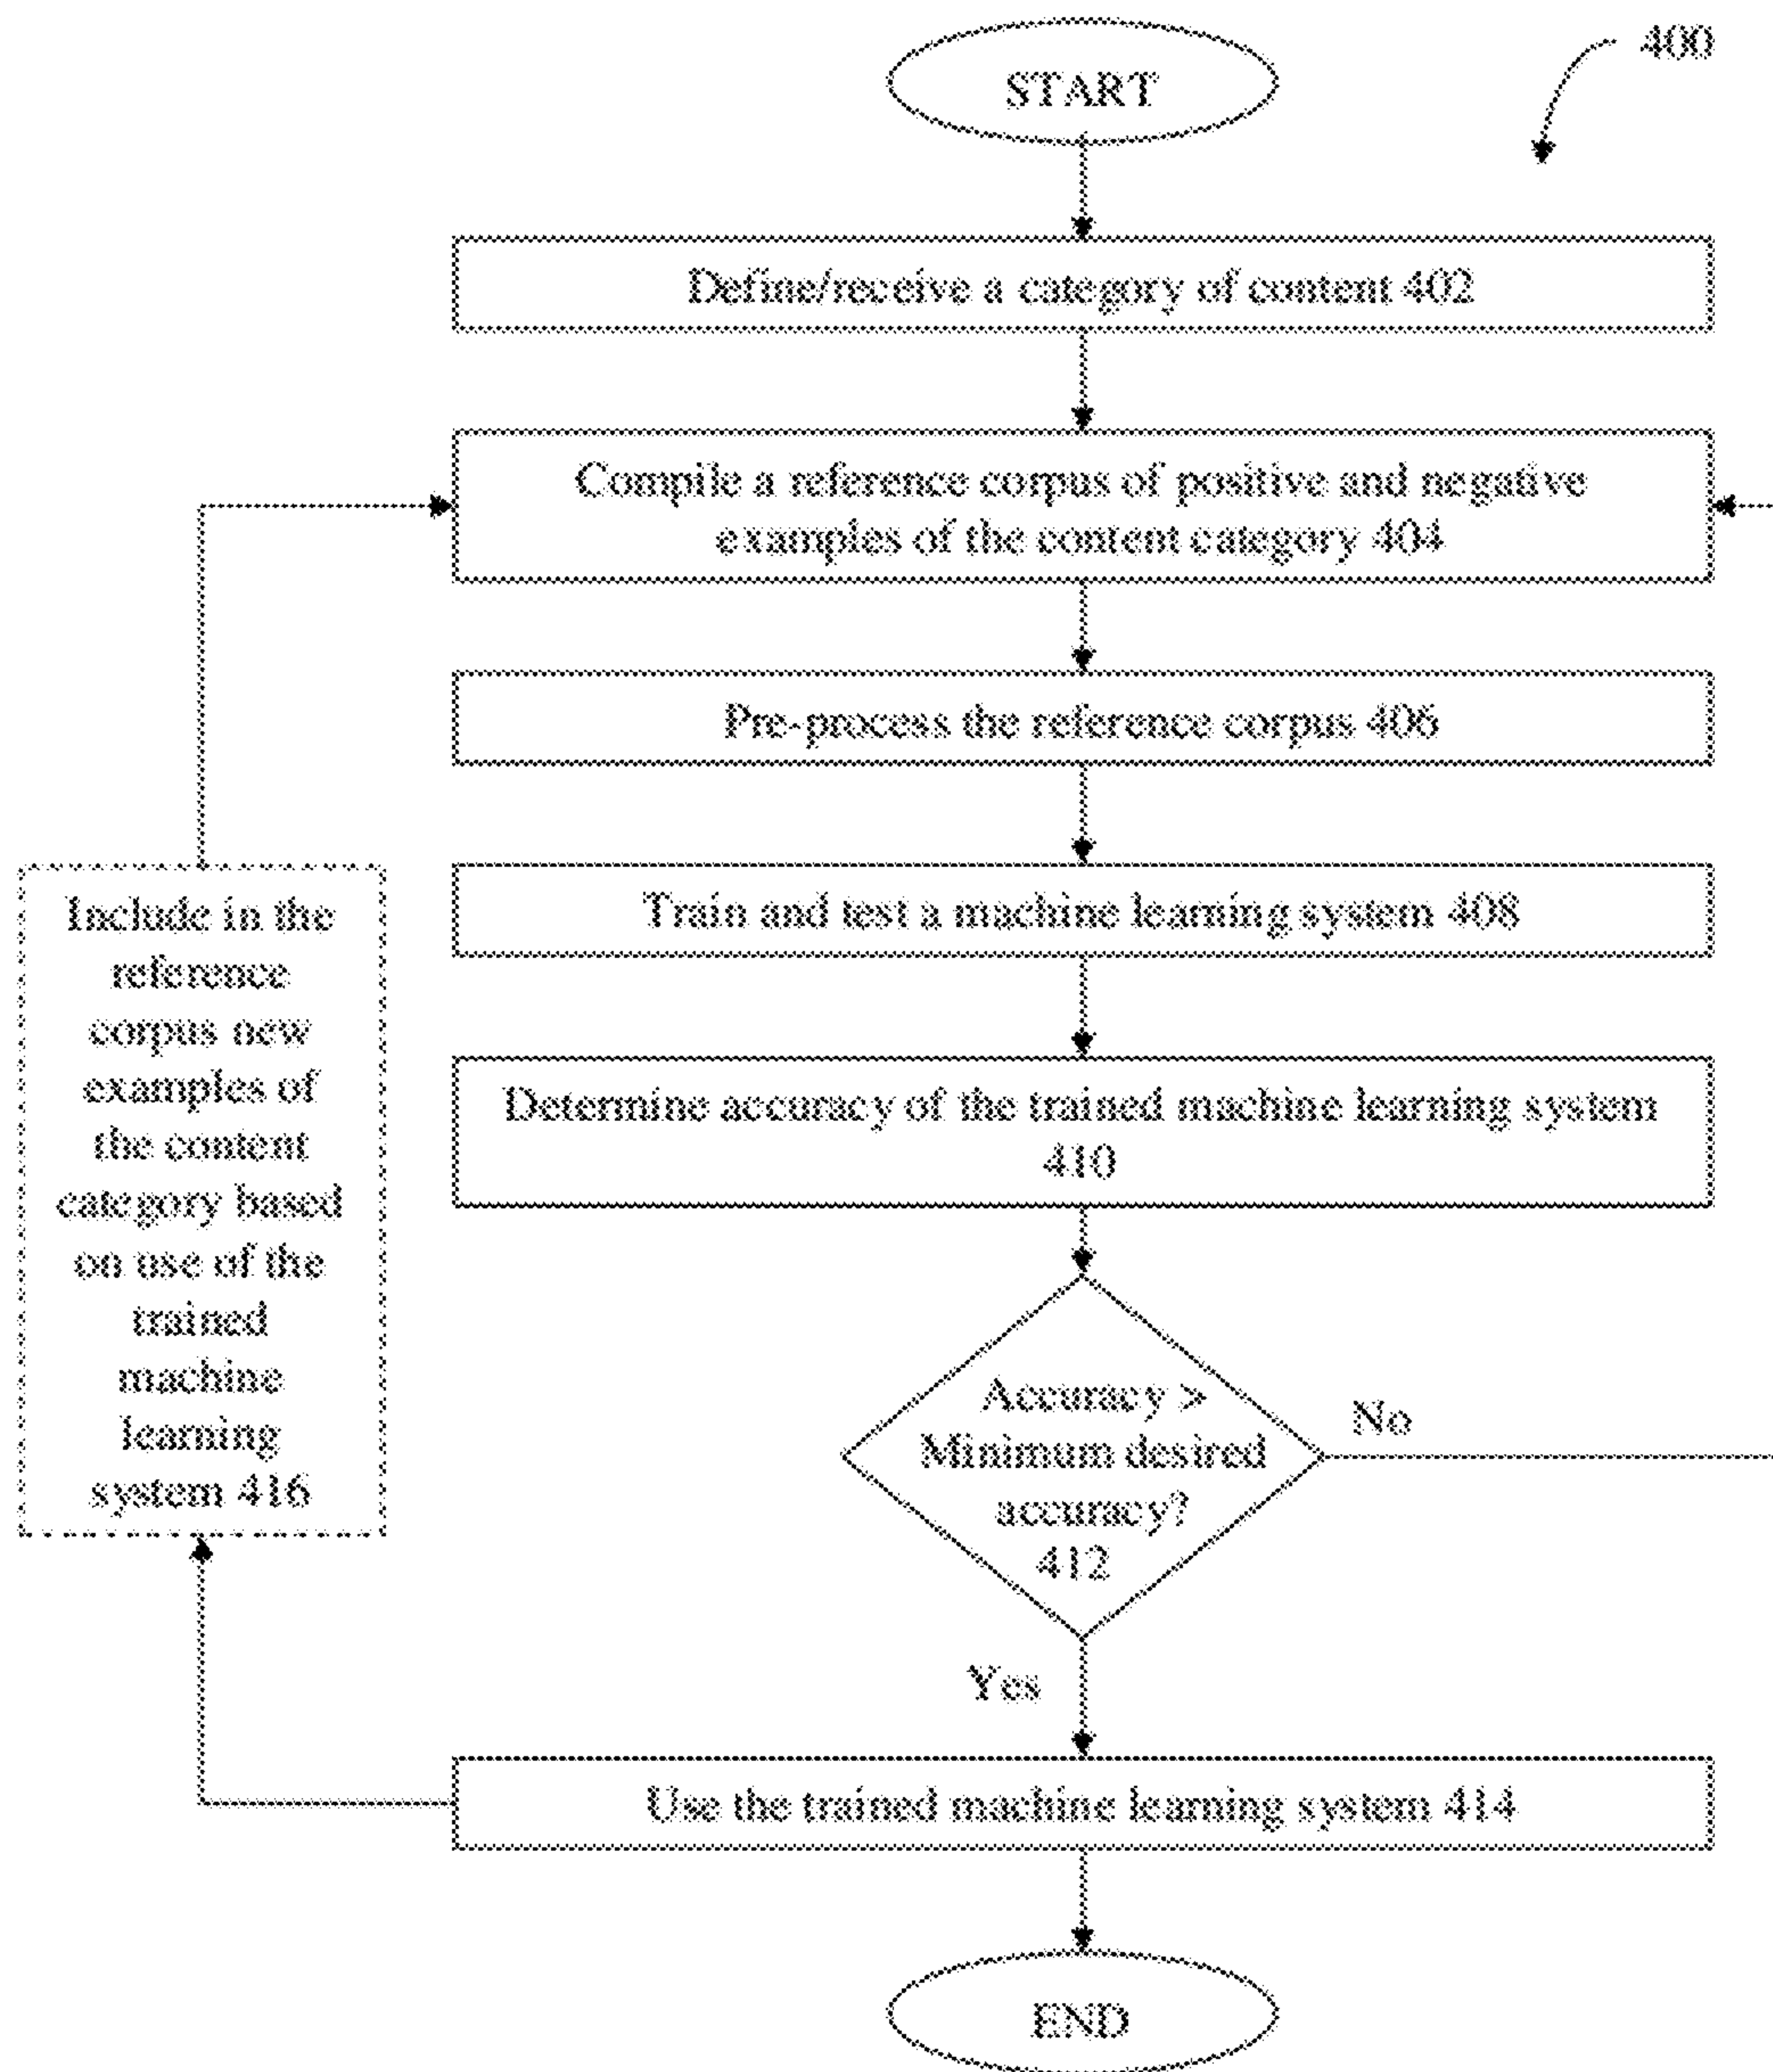 400
START
Define/receive a category of content 402
Compile a reference corpus of positive and negative
examples of the content category 404
Pre-process the reference corpus 406
Train and test a machine learning system 408
Include in the
reference
corpus new
examples of
the content
category based
on use of the
trained
machine
learning
system 416
Determine accuracy of the trained machine learning system
410
Accuracy >
Minimum desired
accuracy?
412
No
Yes
Use the trained machine learning system 414
END